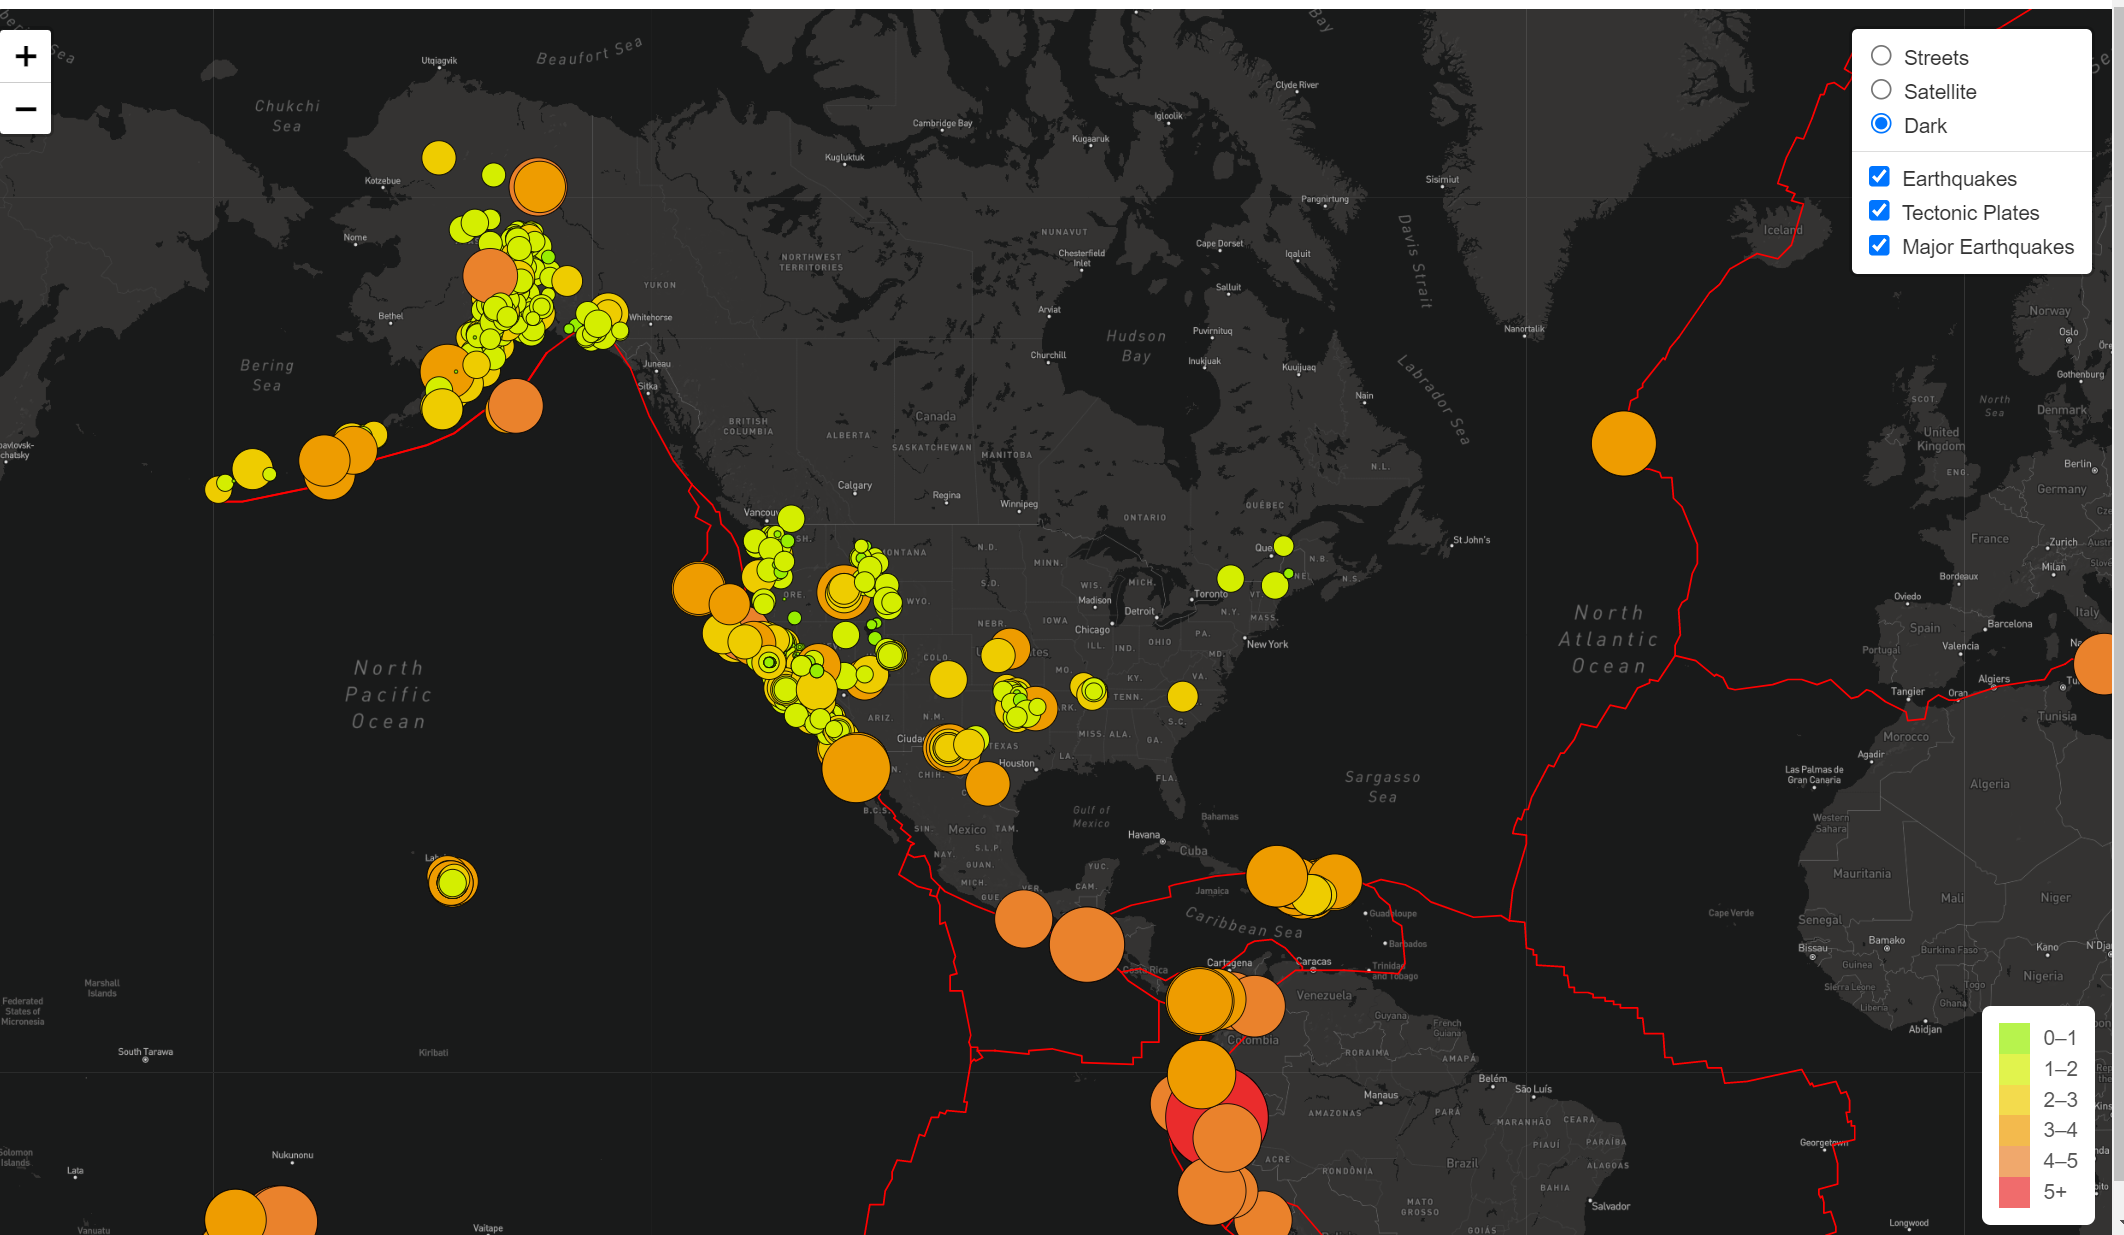 Beaufort Sea
Bay
Utqiagvik
Chukchi
Sea
Clyde River
Igloolik
Cambridge Bay
Kugaaruk
Kugluktuk
Kotzebue
Sisimiut
Pangnirtung
Nome
NUNAVUT
Cape Dorset
Iqaluit
Chesterfield
Inlet
NORTHWEST
TERRITORIES
Davis Strait
Iceland
YUKON
Salluit
Arviat
Bethel
Whitehorse
Puvirnituq
Nanortalik
Norway
Oslo
Hudson
Bay
Churchill
Inukjuak
Kuujjuaq
Bering
Sea
Juneau
Sitka
Labrador Sea
Gothenburg
Nain
SCOT.
North
Sea
Denmark
BRITISH
COLUMBIA
Canada
ALBERTA
SASKATCHEWAN
MANITOBA
United
Kingdom
N.L.
ENG.
Berlin
Germany
Calgary
Regina
Winnipeg
QUÉBEC
ONTARIO
Vancouv
St John's
France
Zurich
Milan
MONTANA
N.D.
MINN.
Que
N.B.
N.S.
Bordeaux
S.D.
WIS.
MICH.
ORE.
WYO.
Madison
Toronto
VT
Detroit
N.Y.
MASS.
Oviedo
Italy
NEBR.
IOWA
Chicago
ILL.
IND.
OHIO
PA.
New York
Spain
Barcelona
Portugal
Valencia
North
Atlantic
Ocean
North
Pacific
Ocean
COLO
MO.
KY.
VA.
MD.
Algiers
Tangier
Oran
Tunisia
TENN.
ARIZ.
N.M.
S.C.
MISS.
ALA.
GA.
Morocco
Agadir
Ciuda
TEXAS
Houston
LA.
CHIH.
FLA.
Sargasso
Sea
Las Palmas de
Gran Canaria
Algeria
B.C.S.
Gulf of
Mexico
Bahamas
Western
Sahara
SIN.
Mexico
TAM.
Havana
Cuba
NAY.
S.L.P.
GUAN.
YUC.
MICH.
CAM.
Jamaica
Mauritania
Mali
Niger
Caribbean Sea
Guadeloupe
Barbados
Cape Verde
Senegal
Bissau
Bamako
Burkina Faso
Kano
Guinea
Nigeria
Costa Rica
Cartagena
Caracas
Trinidad
and Tobago
Venezuela
Guyana
French
Guiana
Sierra Leone
Liberia
Togo
Ghana
Abidjan
Marshall
Islands
Federated
States of
Micronesia
South Tarawa
Kiribati
Colombia
RORAIMA
AMAPÁ
Belém
São Luís
Manaus
AMAZONAS
PARÁ
MARANHÃO
CEARÁ
PIAUÍ
PARAÍBA
ALAGOAS
Georgetown
ACRE
RONDÔNIA
Brazil
BAHIA
MATO
GROSSO
Salvador
GOIÁS
Longwood
Lata
Nukunonu
Vanuatu
Vaitape
+
−
Streets
Satellite
Dark
Earthquakes
Tectonic Plates
Major Earthquakes
0–1
1–2
2–3
3–4
4–5
5+